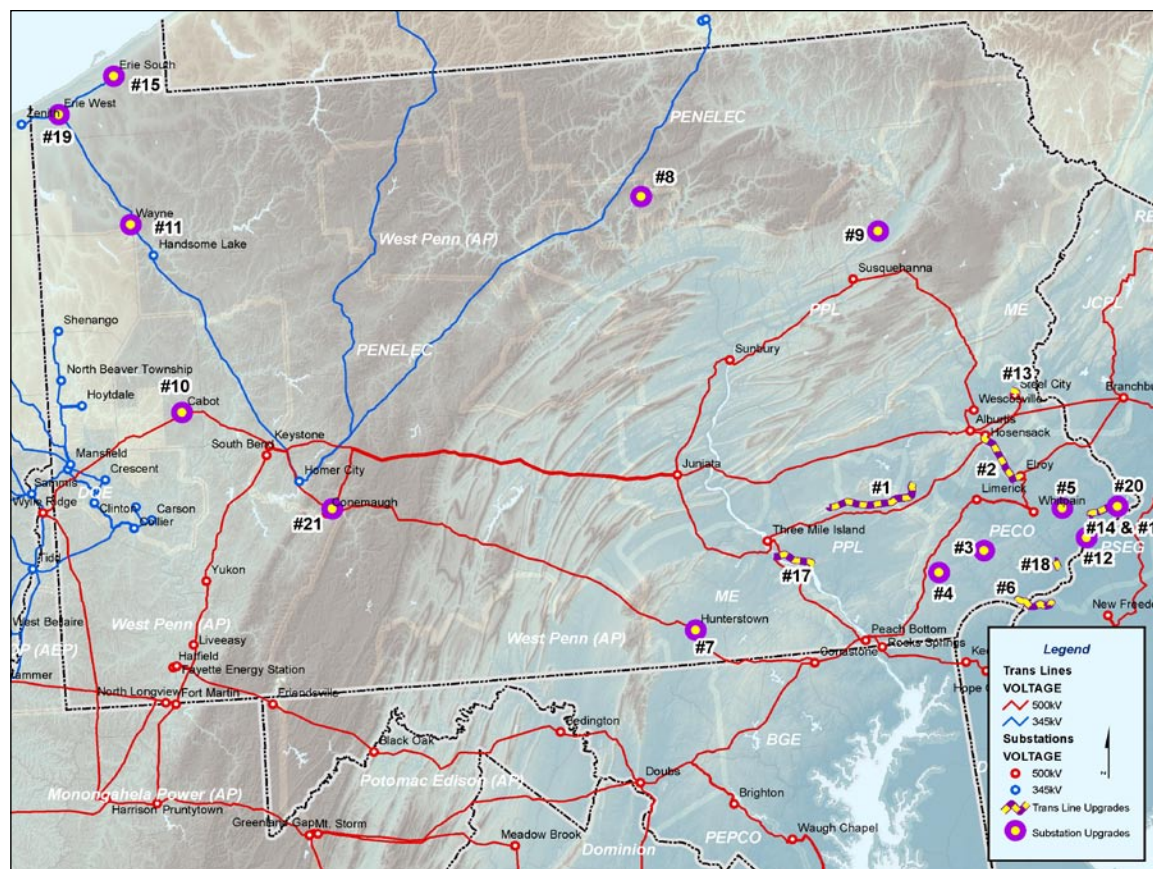 Erie South
#15
Erie West
Zenith
#19
PENELEC
#8
Wayne
#11
Handsome Lake
West Penn (AP)
#9
Susquehanna
PPL
ME
JCPL
Shenango
PENELEC
Sunbury
North Beaver Township
#10
Hoytdale
Cabot
#13
Steel City
Wescosville
Alburtis
Hosensack
Keystone
South Bend
Mansfield
Crescent
Sammis
DQE
Homer City
Juniata
#2
Elroy
#1
Limerick
#5
#20
Wylie Ridge
Clinton
Carson
Collier
Conemaugh
#21
Whitpain
#14 & #1
PECO
PSEG
#12
Three Mile Island
PPL
#3
#18
Tidd
#17
#4
#6
Yukon
ME
West Bellaire
West Penn (AP)
Hunterstown
#7
West Penn (AP)
New Freed
Liveeasy
Peach Bottom
Rocks Springs
P (AEP)
Hatfield
Fayette Energy Station
Conastone
Ke
Hope C
ammer
North Longview
Fort Martin
Friendsville
Bedington
Black Oak
BGE
Potomac Edison (AP)
Doubs
Monongahela Power (AP)
Harrison
Pruntytown
Brighton
Greenland Gap
Mt. Storm
Meadow Brook
PEPCO
Waugh Chapel
Dominion
Legend
Trans Lines
VOLTAGE
500kV
345kV
Substations
VOLTAGE
500kV
345kV
Trans Line Upgrades
Substation Upgrades
z